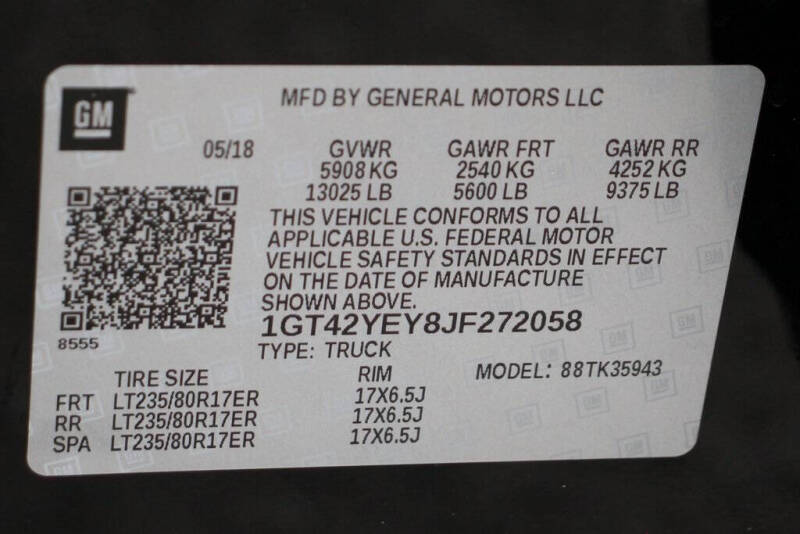 GM
MFD BY GENERAL MOTORS LLC
05/18 GVWR GAWR FRT GAWR RR
5908 KG 2540 KG 4252 KG
13025 LB 5600 LB 9375 LB
THIS VEHICLE CONFORMS TO ALL
APPLICABLE U.S. FEDERAL MOTOR
VEHICLE SAFETY STANDARDS IN EFFECT
ON THE DATE OF MANUFACTURE
SHOWN ABOVE.
1GT42YEY8JF272058
8555
TYPE: TRUCK
TIRE SIZE RIM MODEL: 88TK35943
FRT LT235/80R17ER 17X6.5J
RR LT235/80R17ER 17X6.5J
SPA LT235/80R17ER 17X6.5J